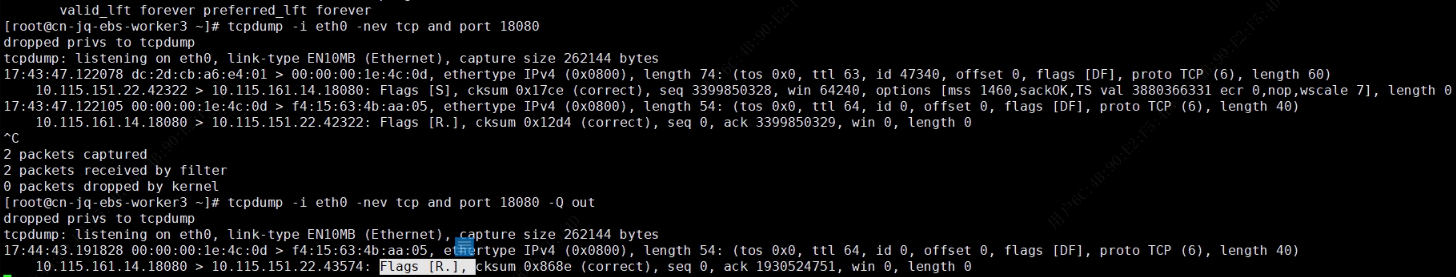 valid_lft forever preferred_lft forever
[root@cn-jq-ebs-worker3 ~]# tcpdump -i eth0 -nev tcp and port 18080
dropped privs to tcpdump
tcpdump: listening on eth0, link-type EN10MB (Ethernet), capture size 262144 bytes
17:43:47.122078 dc:2d:cb:a6:e4:01 > 00:00:00:1e:4c:0d, ethertype IPv4 (0x0800), length 74: (tos 0x0, ttl 63, id 47340, offset 0, flags [DF], proto TCP (6), length 60)
10.115.151.22.42322 > 10.115.161.14.18080: Flags [S], cksum 0x17ce (correct), seq 3399850328, win 64240, options [mss 1460,sackOK,TS val 3880366331 ecr 0,nop,wscale 7], length 0
17:43:47.122105 00:00:00:1e:4c:0d > f4:15:63:4b:aa:05, ethertype IPv4 (0x0800), length 54: (tos 0x0, ttl 64, id 0, offset 0, flags [DF], proto TCP (6), length 40)
10.115.161.14.18080 > 10.115.151.22.42322: Flags [R.], cksum 0x12d4 (correct), seq 0, ack 3399850329, win 0, length 0
^C
2 packets captured
2 packets received by filter
0 packets dropped by kernel
[root@cn-jq-ebs-worker3 ~]# tcpdump -i eth0 -nev tcp and port 18080 -Q out
dropped privs to tcpdump
tcpdump: listening on eth0, link-type EN10MB (Ethernet), capture size 262144 bytes
17:44:43.191828 00:00:00:1e:4c:0d > f4:15:63:4b:aa:05, ethertype IPv4 (0x0800), length 54: (tos 0x0, ttl 64, id 0, offset 0, flags [DF], proto TCP (6), length 40)
10.115.161.14.18080 > 10.115.151.22.43574: Flags [R.], cksum 0x868e (correct), seq 0, ack 1930524751, win 0, length 0